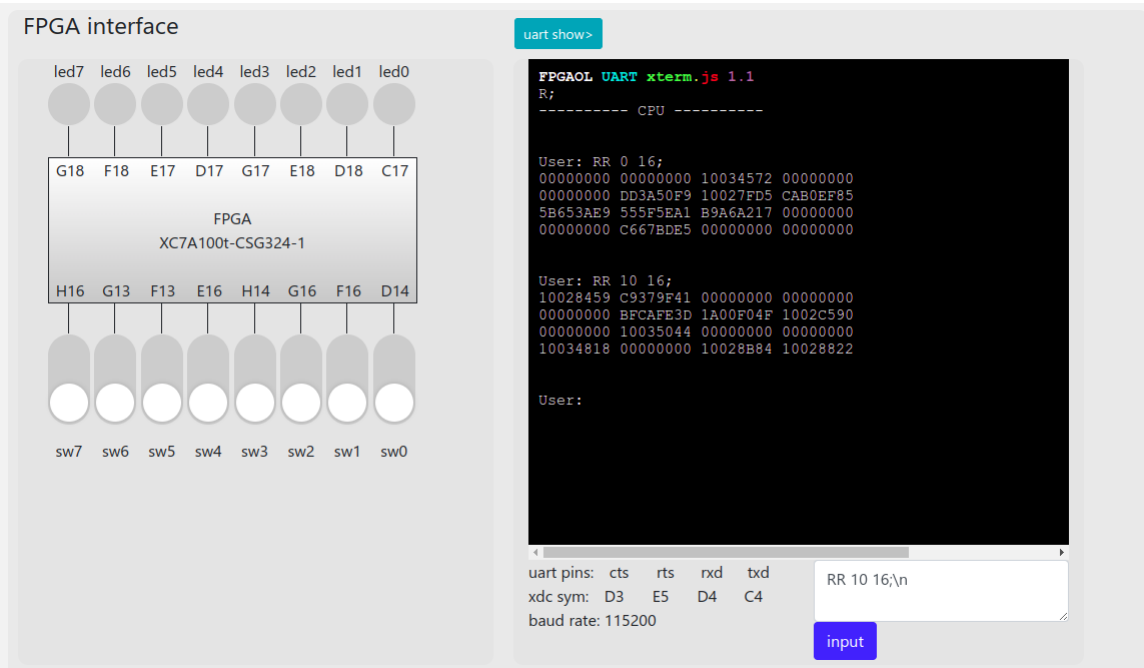 FPGA interface
led7 led6 led5 led4 led3 led2 led1 led0
G18 F18 E17 D17 G17 E18 D18 C17
FPGA
XC7A100t-CSG324-1
H16 G13 F13 E16 H14 G16 F16 D14
sw7 sw6 sw5 sw4 sw3 sw2 sw1 sw0
uart show>
FPGAOL UART xterm.js 1.1
R;
---------- CPU ----------
User: RR 0 16;
00000000 00000000 10034572 00000000
00000000 DD3A50F9 10027FD5 CAB0EF85
5B653AE9 555F5EA1 B9A6A217 00000000
00000000 C667BDE5 00000000 00000000
User: RR 10 16;
10028459 C9379F41 00000000 00000000
00000000 BFCAFE3D 1A00F04F 1002C590
00000000 10035044 00000000 00000000
10034818 00000000 10028B84 10028822
User:
uart pins: cts rts rxd txd
xdc sym: D3 E5 D4 C4
baud rate: 115200
RR 10 16;\n
input